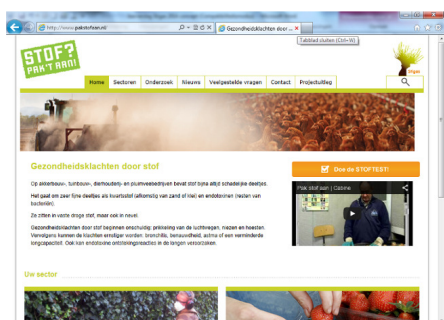 http://www.pakstofaan.nl
Gezondheidsklachten door ...
Tabblad sluiten (Ctrl+W)
STOF?
PAK'T AAN!
Stigas
Home Sectoren Onderzoek Nieuws Veelgestelde vragen Contact Projectuitleg
Gezondheidsklachten door stof
Doe de STOFTEST!
Op akkerbouw-, tuinbouw-, dierhouderij- en pluimveebedrijven bevat stof bijna altijd schadelijke deeltjes.
Het gaat om zeer fijne deeltjes als kwartsstof (afkomstig van zand of klei) en endotoxinen (resten van
bacteriën).
Ze zitten in vaste droge stof, maar ook in nevel.
Gezondheidsklachten door stof beginnen onschuldig: prikkeling van de luchtwegen, niezen en hoesten.
Vervolgens kunnen de klachten ernstiger worden: bronchitis, benauwdheid, astma of een verminderde
longcapaciteit. Ook kan endotoxine ontstekingsreacties in de longen veroorzaken.
Pak stof aan | Cabine
Uw sector